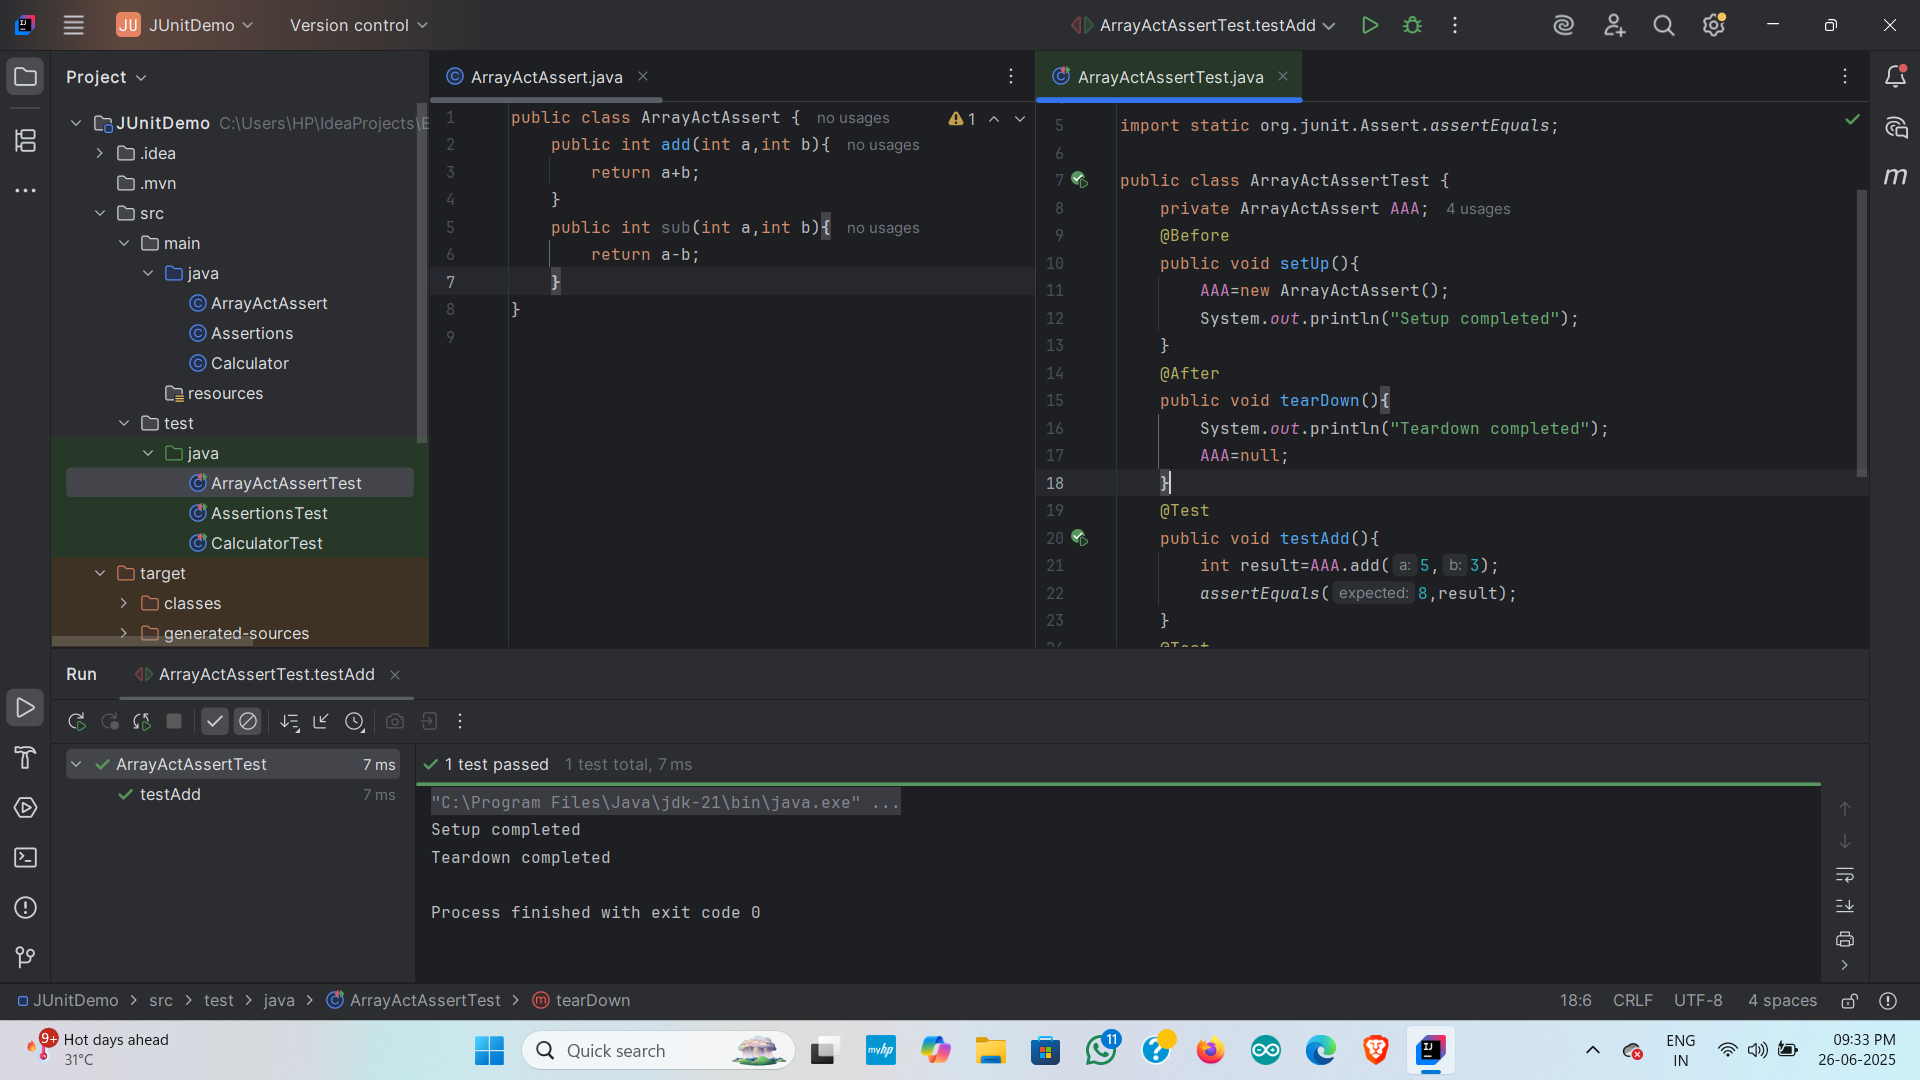 JU JUnitDemo Version control ArrayActAssertTest.testAdd
Project
JUnitDemo C:\Users\HP\IdeaProjects\E
.idea
.mvn
src
main
java
ArrayActAssert
Assertions
Calculator
resources
test
java
ArrayActAssertTest
AssertionsTest
CalculatorTest
target
classes
generated-sources
ArrayActAssert.java
1 public class ArrayActAssert { no usages
1
2 public int add(int a,int b){ no usages
3 return a+b;
4 }
5 public int sub(int a,int b){ no usages
6 return a-b;
7 }
8 }
9
ArrayActAssertTest.java
5 import static org.junit.Assert.assertEquals;
6
7 public class ArrayActAssertTest {
8 private ArrayActAssert AAA; 4 usages
9 @Before
10 public void setUp(){
11 AAA=new ArrayActAssert();
12 System.out.println("Setup completed");
13 }
14 @After
15 public void tearDown(){
16 System.out.println("Teardown completed");
17 AAA=null;
18 }
19 @Test
20 public void testAdd(){
21 int result=AAA.add( a: 5, b: 3);
22 assertEquals( expected: 8,result);
23 }
24 @Test
m
Run ArrayActAssertTest.testAdd
ArrayActAssertTest 7 ms
testAdd 7 ms
1 test passed 1 test total, 7 ms
"C:\Program Files\Java\jdk-21\bin\java.exe" ...
Setup completed
Teardown completed
Process finished with exit code 0
JUnitDemo > src > test > java > ArrayActAssertTest > m tearDown
18:6 CRLF UTF-8 4 spaces
9+ Hot days ahead
31°C
Quick search
myhp
11
ENG
IN
09:33 PM
26-06-2025